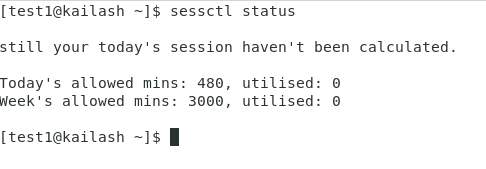 [test1@kailash ~]$ sessctl status
still your today's session haven't been calculated.
Today's allowed mins: 480, utilised: 0
Week's allowed mins: 3000, utilised: 0
[test1@kailash ~]$